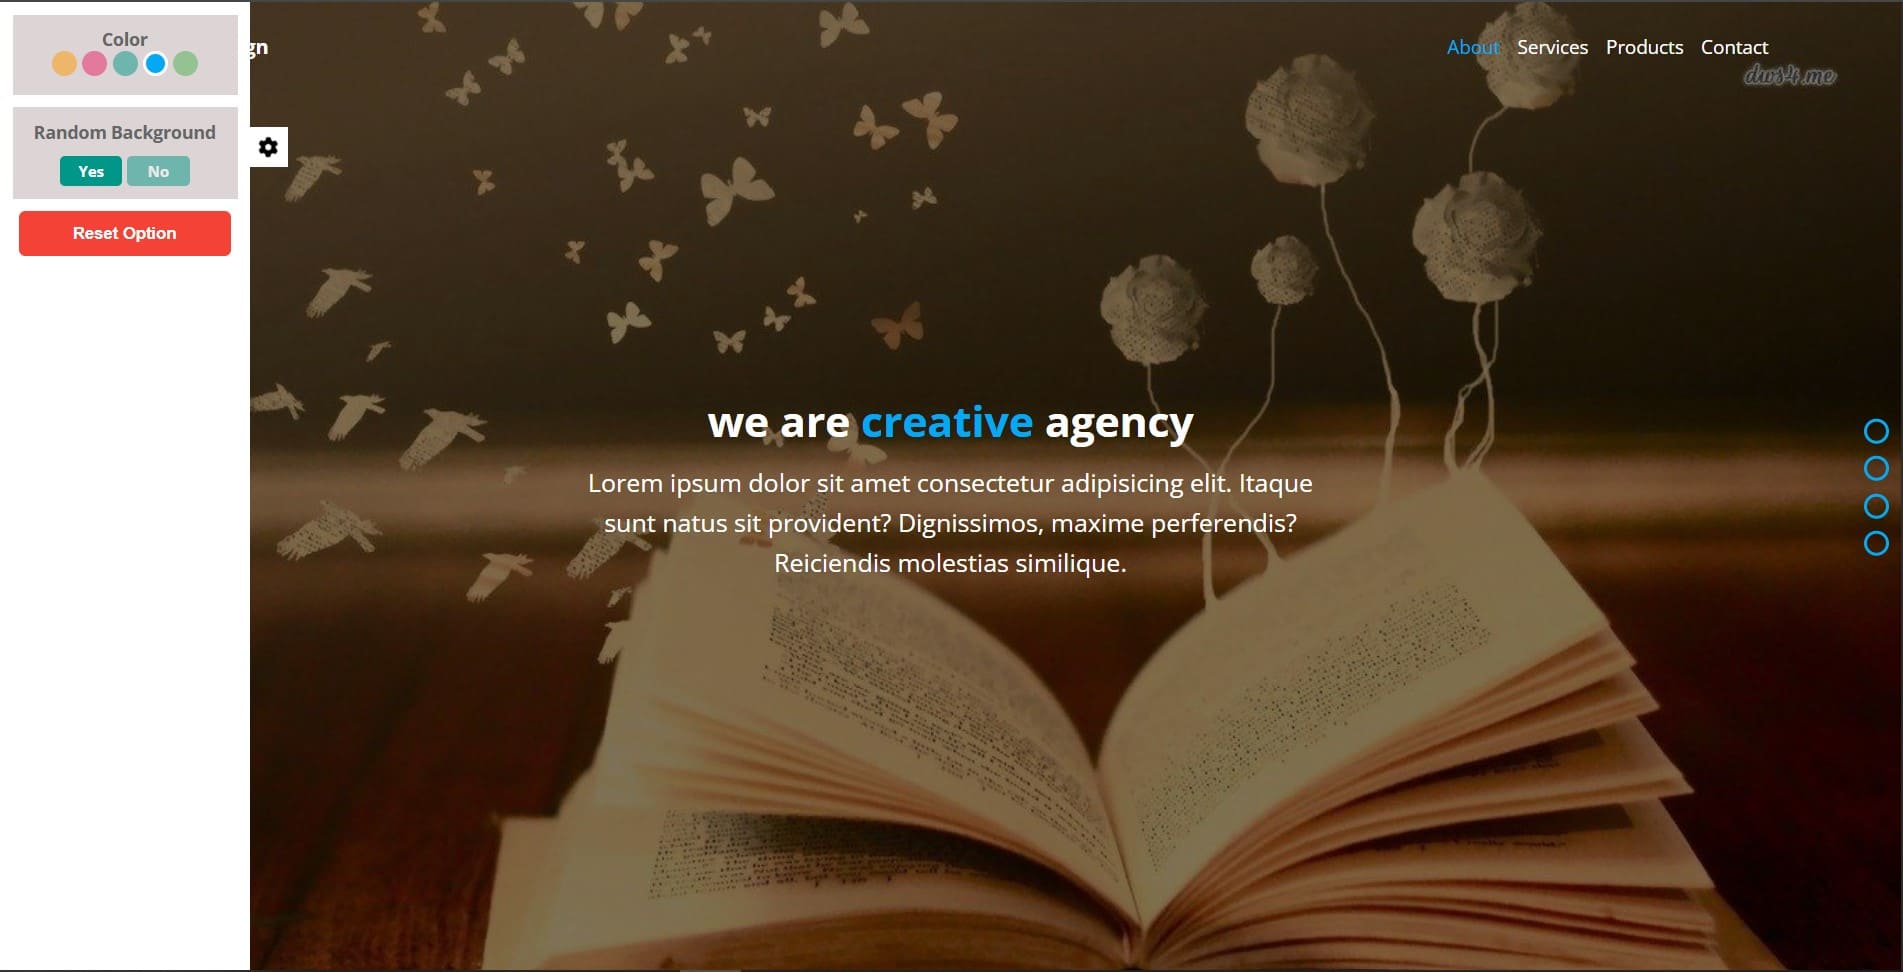 Color
Random Background
Yes No
Reset Option
gn
About Services Products Contact
dws4.me
we are creative agency
Lorem ipsum dolor sit amet consectetur adipisicing elit. Itaque
sunt natus sit provident? Dignissimos, maxime perferendis?
Reiciendis molestias similique.